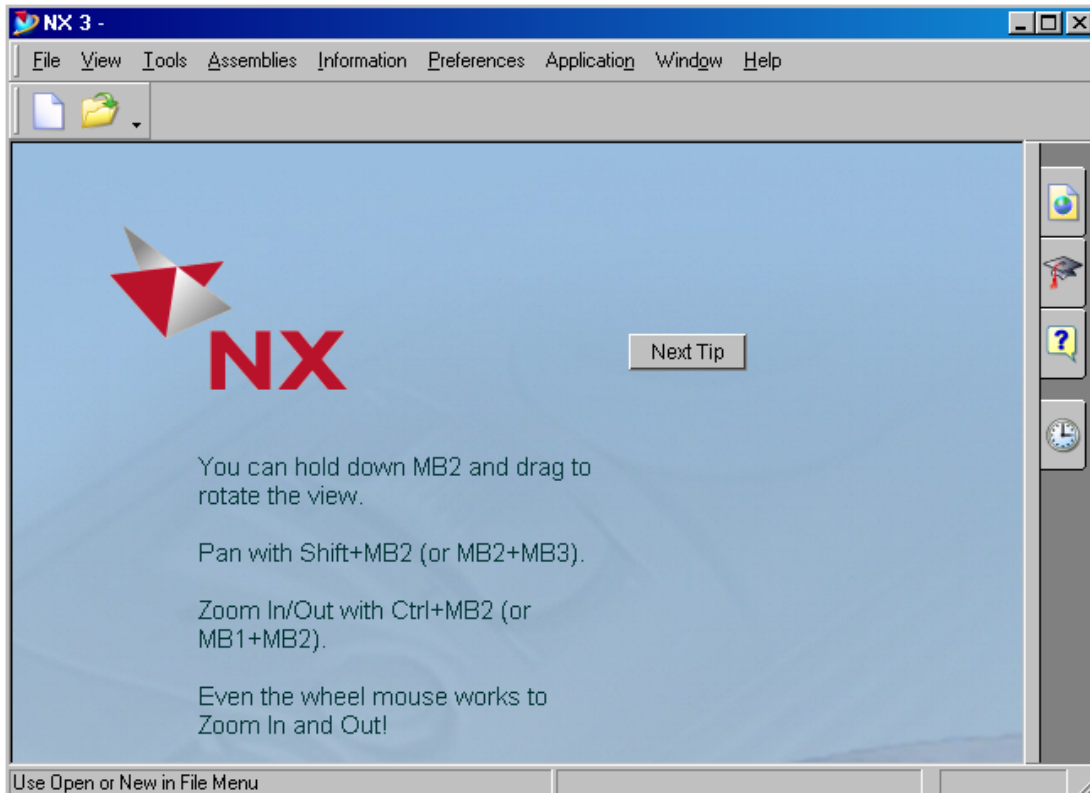 NX 3 -
File View Tools Assemblies Information Preferences Application Window Help
NX
Next Tip
You can hold down MB2 and drag to
rotate the view.
Pan with Shift+MB2 (or MB2+MB3).
Zoom In/Out with Ctrl+MB2 (or
MB1+MB2).
Even the wheel mouse works to
Zoom In and Out!
Use Open or New in File Menu